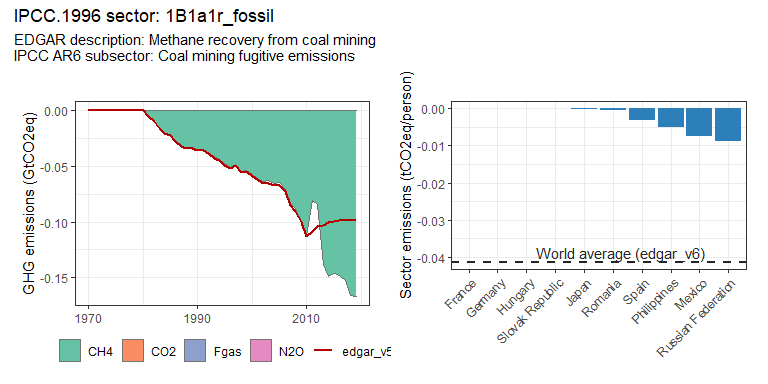 IPCC.1996 sector: 1B1a1r_fossil
EDGAR description: Methane recovery from coal mining
IPCC AR6 subsector: Coal mining fugitive emissions
GHG emissions (GtCO2eq)
0.00
-0.05
-0.10
-0.15
1970
1990
2010
CH4
CO2
Fgas
N2O
edgar_v5
Sector emissions (tCO2eq/person)
0.00
-0.01
-0.02
-0.03
-0.04
World average (edgar_v6)
France
Germany
Hungary
Slovak Republic
Japan
Romania
Spain
Philippines
Mexico
Russian Federation